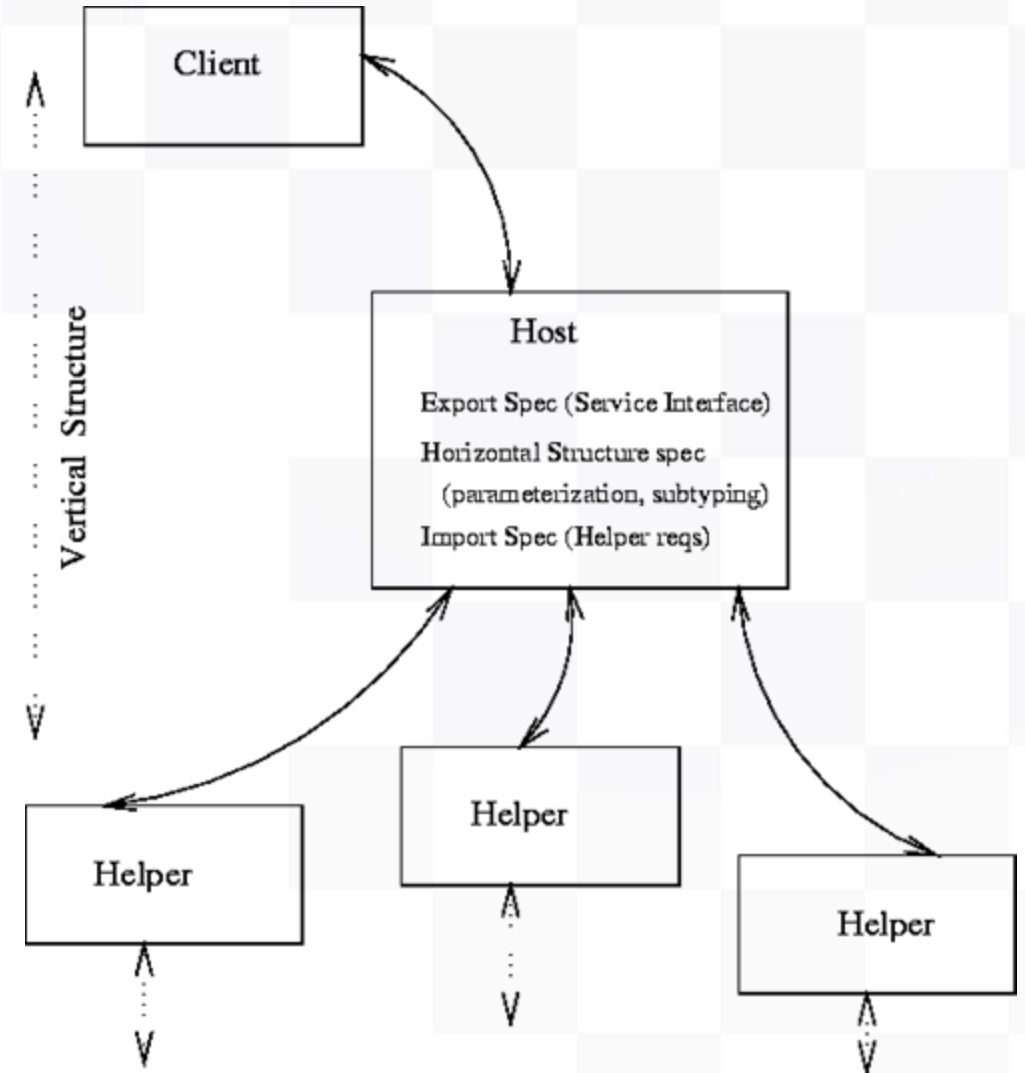 Client
Vertical Structure
Host
Export Spec (Service Interface)
Horizontal Structure spec
(parameterization, subtyping)
Import Spec (Helper reqs)
Helper
Helper
Helper